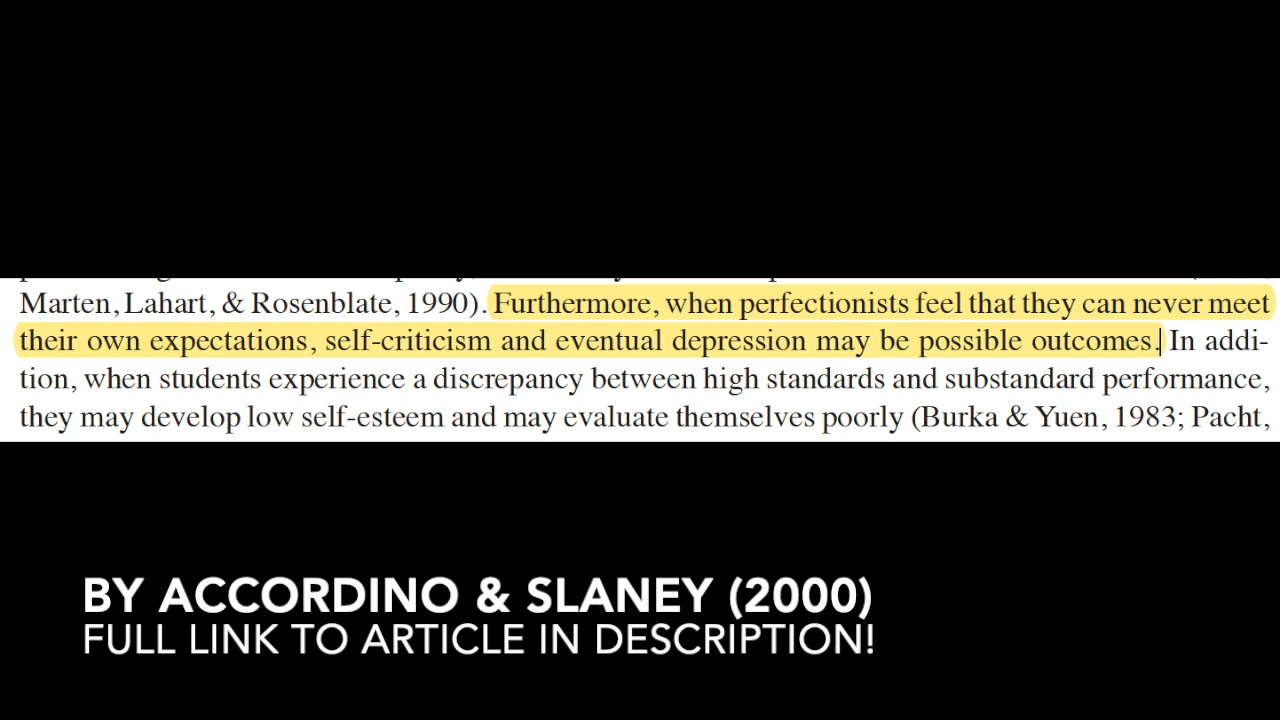 Marten, Lahart, & Rosenblate, 1990). Furthermore, when perfectionists feel that they can never meet
their own expectations, self-criticism and eventual depression may be possible outcomes. In addi-
tion, when students experience a discrepancy between high standards and substandard performance,
they may develop low self-esteem and may evaluate themselves poorly (Burka & Yuen, 1983; Pacht,
BY ACCORDINO & SLANEY (2000)
FULL LINK TO ARTICLE IN DESCRIPTION!